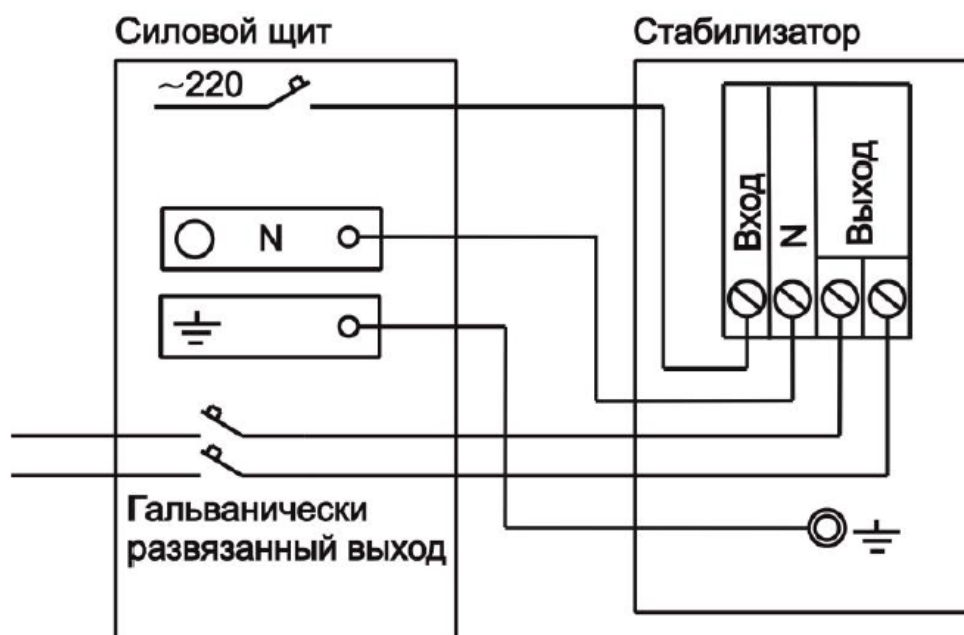 Силовой щит
Стабилизатор
~220
Вход
N
Выход
N
Гальванически
развязанный выход